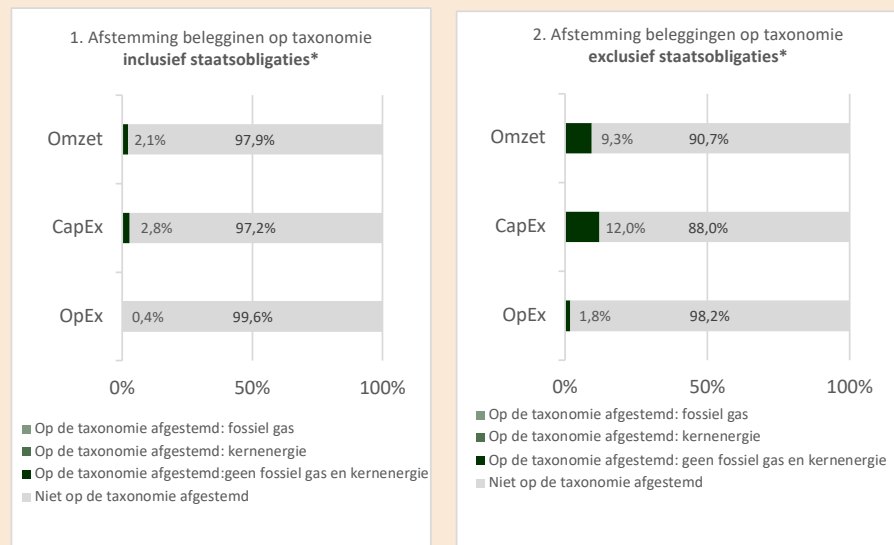 1. Afstemming belegginen op taxonomie
inclusief staatsobligaties*
Omzet
2,1%
97,9%
CapEx
2,8%
97,2%
OpEx
0,4%
99,6%
0%
50%
100%
Op de taxonomie afgestemd: fossiel gas
Op de taxonomie afgestemd: kernenergie
Op de taxonomie afgestemd:geen fossiel gas en kernenergie
Niet op de taxonomie afgestemd
2. Afstemming beleggingen op taxonomie
exclusief staatsobligaties*
Omzet
9,3%
90,7%
CapEx
12,0%
88,0%
OpEx
1,8%
98,2%
0%
50%
100%
Op de taxonomie afgestemd: fossiel gas
Op de taxonomie afgestemd: kernenergie
Op de taxonomie afgestemd: geen fossiel gas en kernenergie
Niet op de taxonomie afgestemd